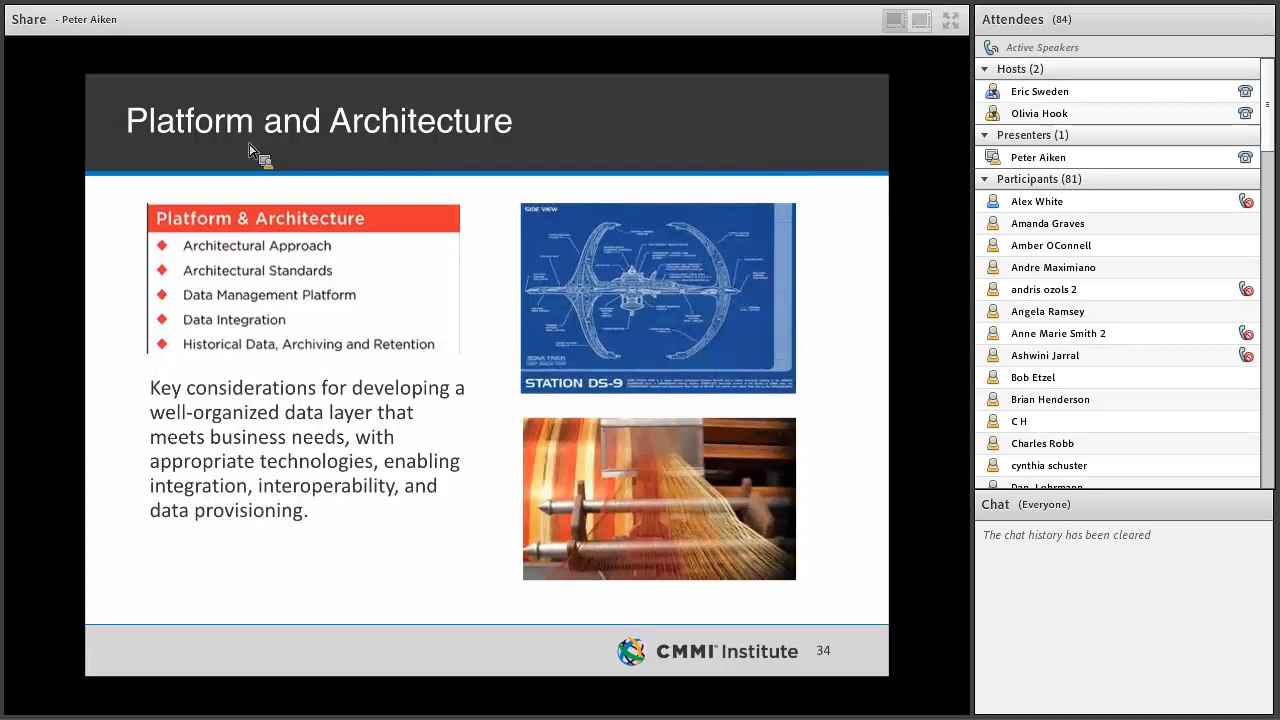 Share - Peter Aiken
Platform and Architecture
Platform & Architecture
Architectural Approach
Architectural Standards
Data Management Platform
Data Integration
Historical Data, Archiving and Retention
Key considerations for developing a
well-organized data layer that
meets business needs, with
appropriate technologies, enabling
integration, interoperability, and
data provisioning.
SIDE VIEW
STAR TREK
STATION DS-9
CMMI Institute 34
Attendees (84)
Active Speakers
Hosts (2)
Eric Sweden
Olivia Hook
Presenters (1)
Peter Aiken
Participants (81)
Alex White
Amanda Graves
Amber OConnell
Andre Maximiano
andris ozols 2
Angela Ramsey
Anne Marie Smith 2
Ashwini Jarral
Bob Etzel
Brian Henderson
C H
Charles Robb
cynthia schuster
Chat (Everyone)
The chat history has been cleared